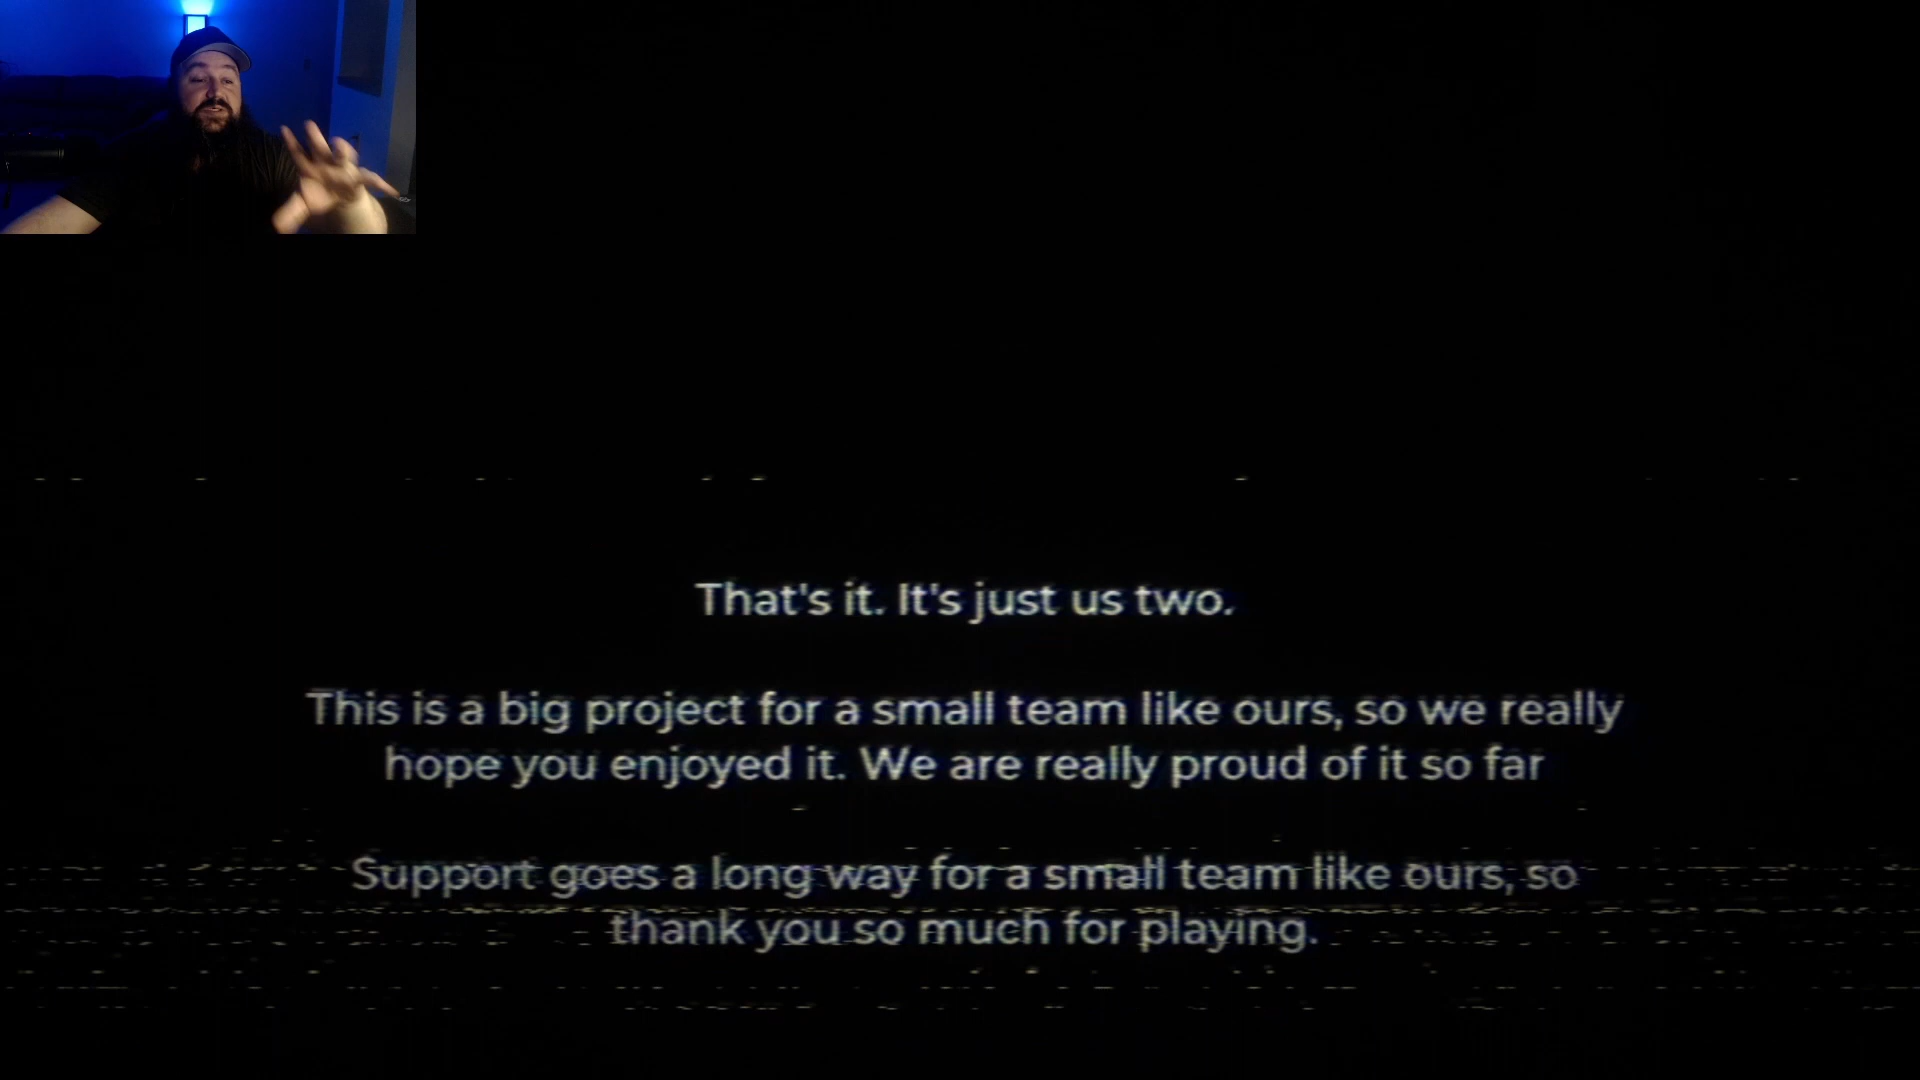 That's it. It's just us two.
This is a big project for a small team like ours, so we really
hope you enjoyed it. We are really proud of it so far
Support goes a long way for a small team like ours, so
thank you so much for playing.